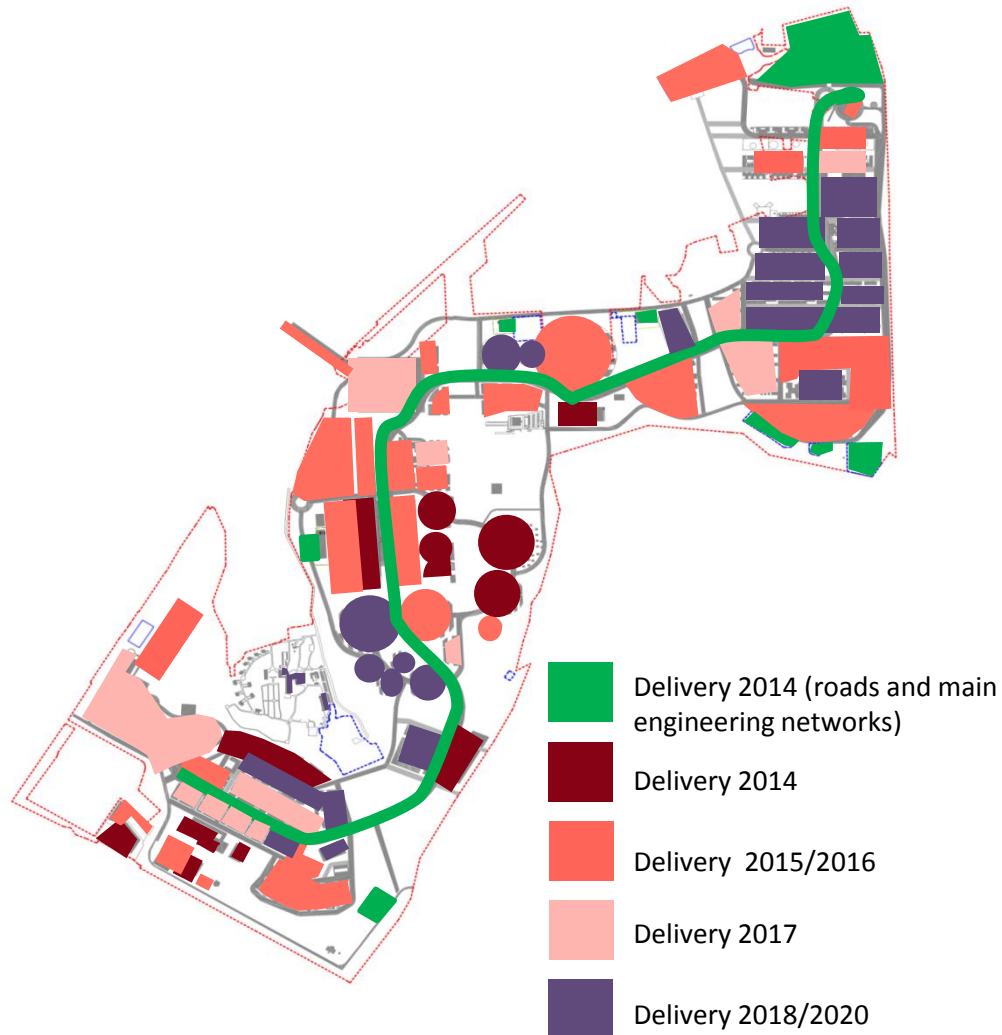 Delivery 2014 (roads and main
engineering networks)
Delivery 2014
Delivery 2015/2016
Delivery 2017
Delivery 2018/2020